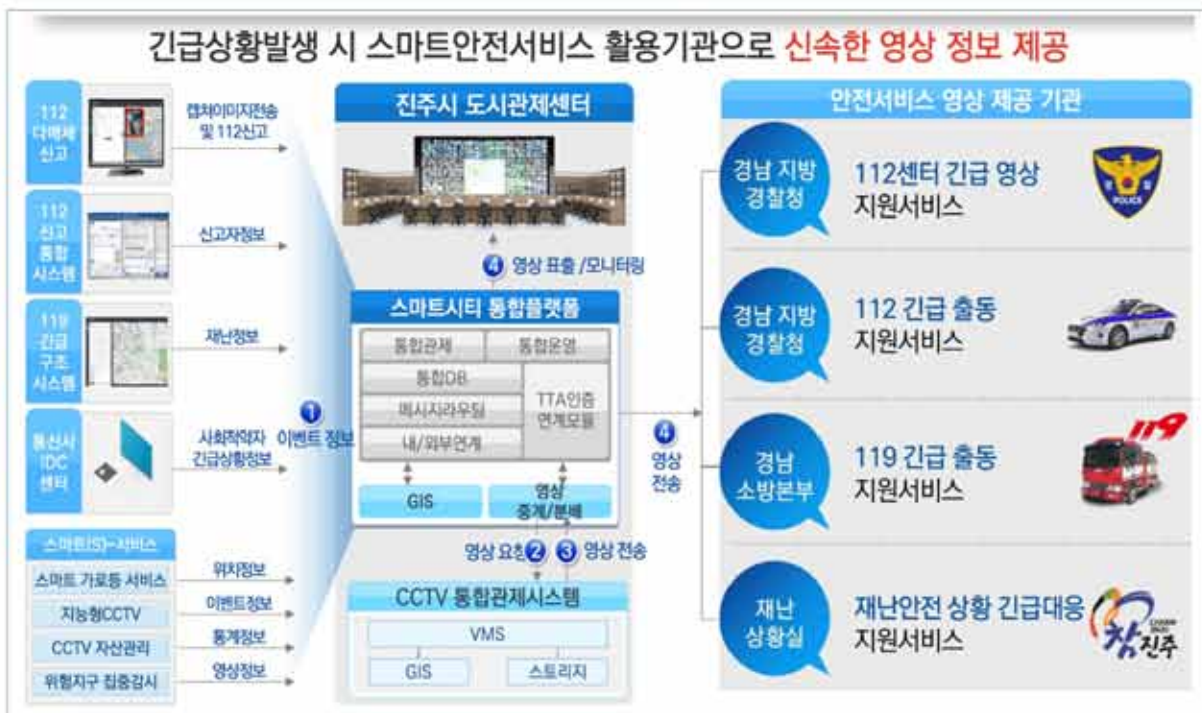 긴급상황발생 시 스마트안전서비스 활용기관으로 신속한 영상 정보 제공
112
다매체
신고
캡쳐이미지전송
및 112신고
112
신고
통합
시스템
신고자정보
119
긴급
구조
시스템
재난정보
통신사
IDC
센터
사회적약자
긴급상황정보
스마트(S)-서비스
스마트 가로등 서비스
위치정보
지능형CCTV
이벤트정보
CCTV 자산관리
통계정보
위험지구 집중감시
영상정보
1
이벤트 정보
진주시 도시관제센터
4 영상 표출 /모니터링
스마트시티 통합플랫폼
통합관제
통합운영
통합DB
메시지라우팅
내/외부연계
TTA인증
연계모듈
GIS
영상
중계/분배
영상 요청 2
3 영상 전송
CCTV 통합관제시스템
VMS
GIS
스토리지
4
영상
전송
안전서비스 영상 제공 기관
경남 지방
경찰청
112센터 긴급 영상
지원서비스
POLICE
경남 지방
경찰청
112 긴급 출동
지원서비스
경남
소방본부
119 긴급 출동
지원서비스
119
재난
상황실
재난안전 상황 긴급대응
지원서비스
참
진주